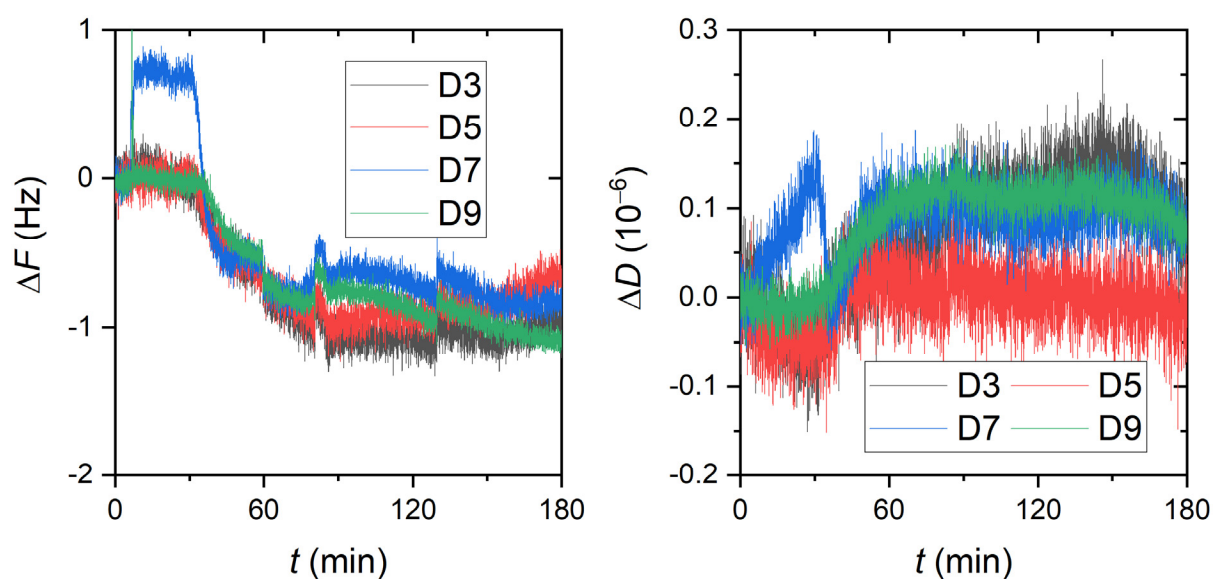 1
0
-1
-2
ΔF (Hz)
D3
D5
D7
D9
0
60
120
180
t (min)
0.3
0.2
0.1
0.0
-0.1
-0.2
ΔD (10⁻⁶)
D3 D5
D7 D9
0
60
120
180
t (min)